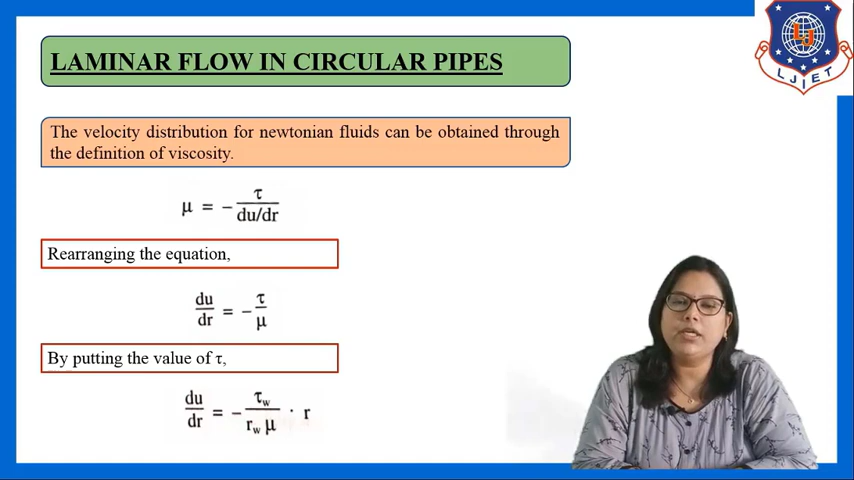 LAMINAR FLOW IN CIRCULAR PIPES
The velocity distribution for newtonian fluids can be obtained through
the definition of viscosity.
μ = - τ / du/dr
Rearranging the equation,
du/dr = - τ/μ
By putting the value of τ,
du/dr = - τw / rw μ · r
LJ
LJIET